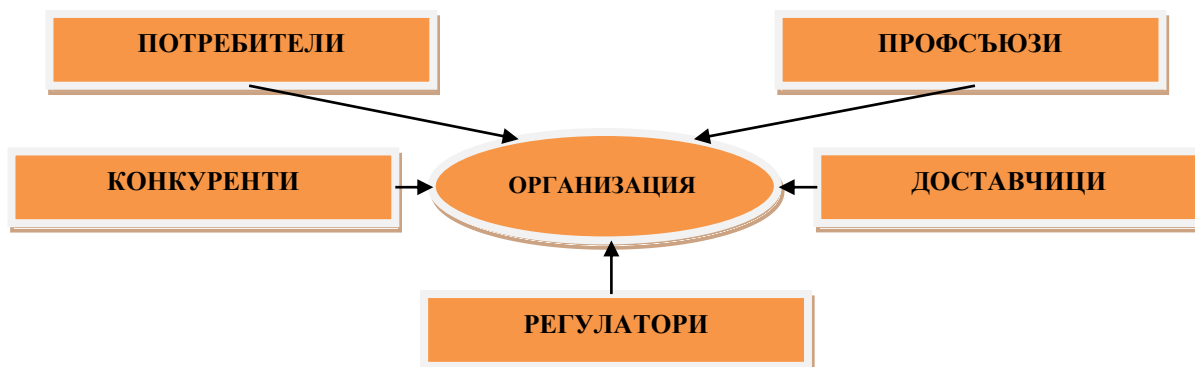 ПОТРЕБИТЕЛИ
ПРОФСЪЮЗИ
КОНКУРЕНТИ
ОРГАНИЗАЦИЯ
ДОСТАВЧИЦИ
РЕГУЛАТОРИ